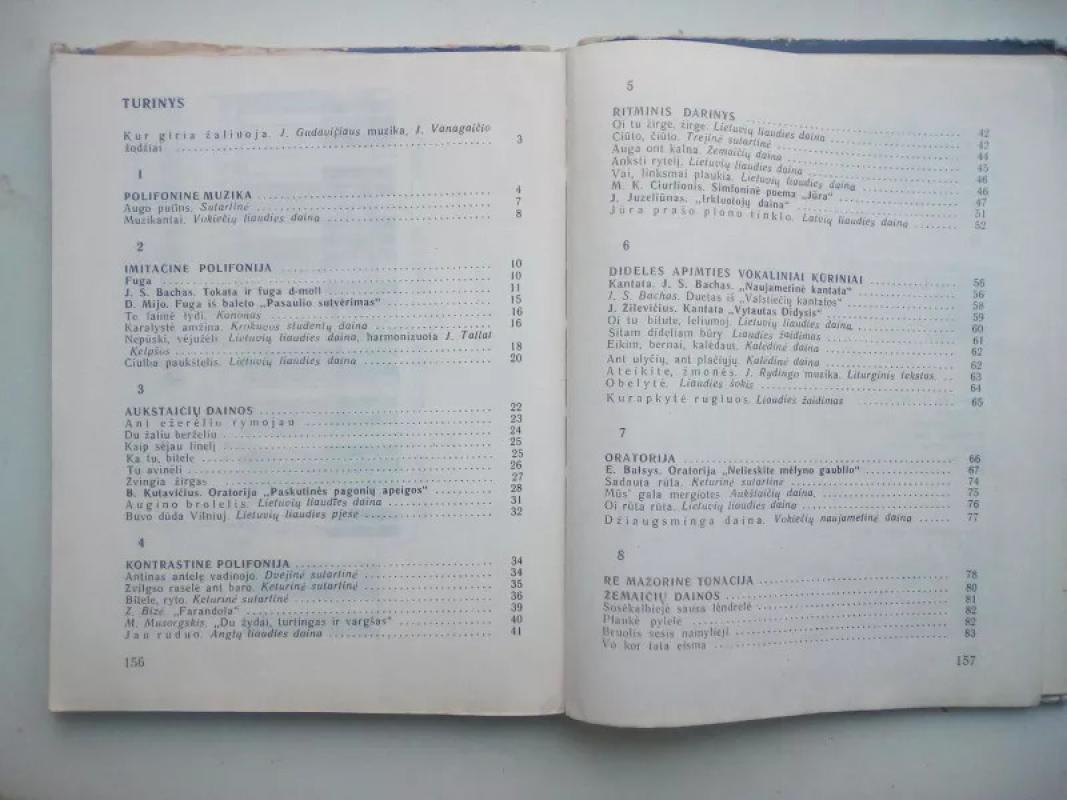 TURINYS
Kur giria žaliuoja. J. Gudavičiaus muzika, I. Vanagaičio
žodžiai 3
1
POLIFONINĖ MUZIKA 4
Augo putins. Sutartinė 7
Muzikantai. Vokiečių liaudies daina 8
2
IMITACINĖ POLIFONIJA 10
Fuga 10
J. S. Bachas. Tokata ir fuga d-moll 11
D. Mijo. Fuga iš baleto „Pasaulio sutvėrimas“ 15
Te laimė lydi. Kanonas 16
Karalystė amžina. Krokuvos studentų daina 16
Nepūski, vėjuželi. Lietuvių liaudies daina, harmonizuota J. Tallat
Kelpšos 18
Čiulba paukštelis. Lietuvių liaudies daina 20
3
AUKŠTAIČIŲ DAINOS 22
Ant ežerėlio rymojau 23
Du žaliu berželiu 24
Kaip sėjau linelį 25
Ką tu, bitele 25
Tu avinėli 26
Žvingia žirgas 27
B. Kutavičius. Oratorija „Paskutinės pagonių apeigos“ 28
Augino brolelis. Lietuvių liaudies daina 31
Buvo dūda Vilniuj. Lietuvių liaudies pjesė 32
4
KONTRASTINĖ POLIFONIJA 34
Antinas antelę vadinojo. Dvejinė sutartinė 34
Žvilgso raselė ant baro. Keturinė sutartinė 35
Bitele, ryto. Keturinė sutartinė 36
Ž. Bizė. „Farandola“ 39
M. Musorgskis. „Du žydai, turtingas ir vargšas“ 40
Jau ruduo. Anglų liaudies daina 41
156
5
RITMINIS DARINYS 42
Oi tu žirge, žirge. Lietuvių liaudies daina 42
Čiūto, čiūto. Trejinė sutartinė 44
Auga ont kalna. Žemaičių daina 45
Anksti rytelį. Lietuvių liaudies daina 46
Vai, linksmai plaukia. Lietuvių liaudies daina 46
M. K. Čiurlionis. Simfoninė poema „Jūra“ 47
J. Juzeliūnas. „Irkluotojų daina“ 51
Jūra prašo plono tinklo. Latvių liaudies daina 52
6
DIDELĖS APIMTIES VOKALINIAI KŪRINIAI 56
Kantata. J. S. Bachas. „Naujametinė kantata“ 56
J. S. Bachas. Duetas iš „Valstiečių kantatos“ 58
J. Žilevičius. Kantata „Vytautas Didysis“ 59
Oi tu bitute, leliumoj. Lietuvių liaudies daina 60
Šitam dideliam būry. Liaudies žaidimas 61
Eikim, bernai, kalėdaut. Kalėdinė daina 62
Ant ulyčių, ant plačiųjų. Kalėdinė daina 62
Ateikite, žmonės. J. Rydingo muzika. Liturginis tekstas. 63
Obelytė. Liaudies šokis 64
Kurapkytė rugiuos. Liaudies žaidimas 65
7
ORATORIJA 66
E. Balsys. Oratorija „Nelieskite mėlyno gaublio“ 67
Sadauta rūta. Keturinė sutartinė 74
Mūs' gala mergiotės Aukštaičių daina. 75
Oi rūta rūta. Lietuvių liaudies daina 76
Džiaugsminga daina. Vokiečių naujametinė daina 77
8
RE MAŽORINĖ TONACIJA 78
ŽEMAIČIŲ DAINOS 80
Sosėkalbiejė sausa lėndrelė 81
Plaukė pylelė 82
Bruolis sesis namylieji 82
Vo kor tata eisma 83
157